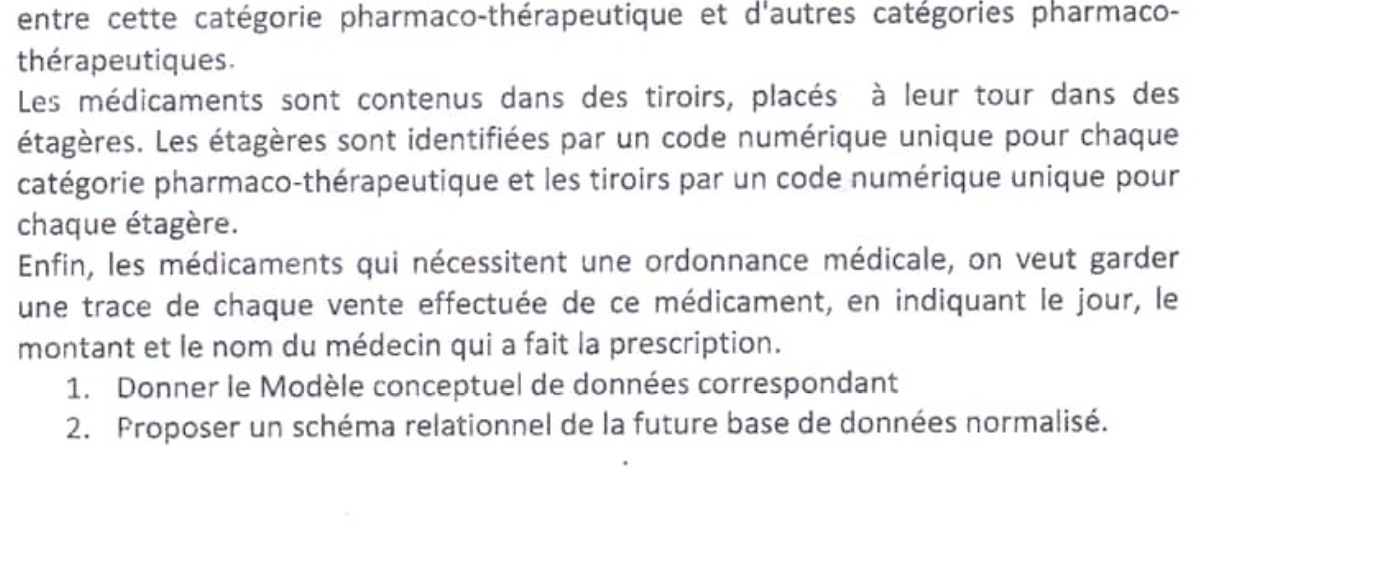 entre cette catégorie pharmaco-thérapeutique et d'autres catégories pharmaco-
thérapeutiques.
Les médicaments sont contenus dans des tiroirs, placés à leur tour dans des
étagères. Les étagères sont identifiées par un code numérique unique pour chaque
catégorie pharmaco-thérapeutique et les tiroirs par un code numérique unique pour
chaque étagère.
Enfin, les médicaments qui nécessitent une ordonnance médicale, on veut garder
une trace de chaque vente effectuée de ce médicament, en indiquant le jour, le
montant et le nom du médecin qui a fait la prescription.
1. Donner le Modèle conceptuel de données correspondant
2. Proposer un schéma relationnel de la future base de données normalisé.